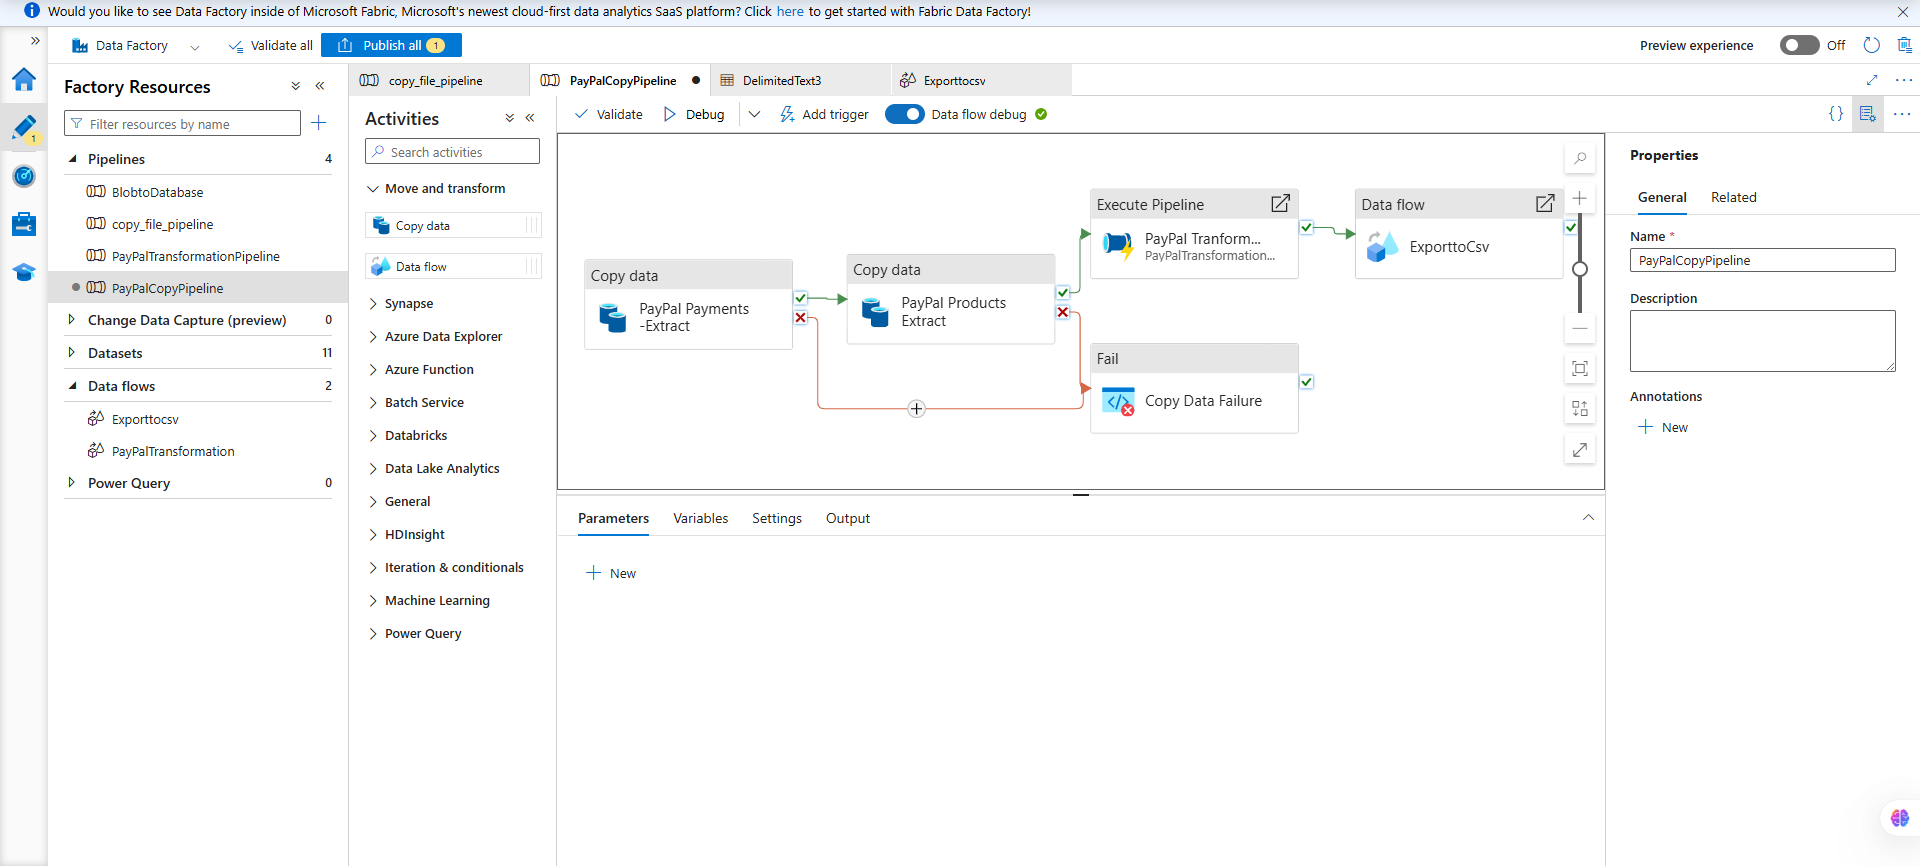 Would you like to see Data Factory inside of Microsoft Fabric, Microsoft's newest cloud-first data analytics SaaS platform? Click here to get started with Fabric Data Factory!
Data Factory
Validate all
Publish all 1
Preview experience
Off
1
Factory Resources
Filter resources by name
Pipelines 4
BlobtoDatabase
copy_file_pipeline
PayPalTransformationPipeline
PayPalCopyPipeline
Change Data Capture (preview) 0
Datasets 11
Data flows 2
Exporttocsv
PayPalTransformation
Power Query 0
copy_file_pipeline
PayPalCopyPipeline
DelimitedText3
Exporttocsv
Activities
Search activities
Move and transform
Copy data
Data flow
Synapse
Azure Data Explorer
Azure Function
Batch Service
Databricks
Data Lake Analytics
General
HDInsight
Iteration & conditionals
Machine Learning
Power Query
Validate
Debug
Add trigger
Data flow debug
Copy data
PayPal Payments
-Extract
Copy data
PayPal Products
Extract
Execute Pipeline
PayPal Tranform...
PayPalTransformation...
Data flow
ExporttoCsv
Fail
Copy Data Failure
Parameters
Variables
Settings
Output
New
Properties
General
Related
Name *
PayPalCopyPipeline
Description
Annotations
New